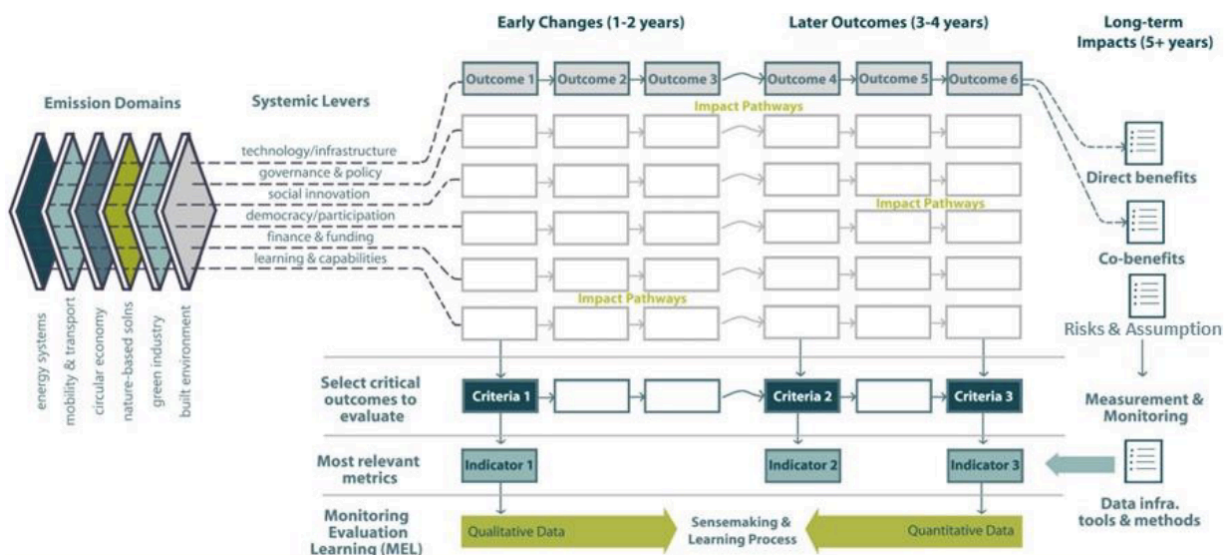 Early Changes (1-2 years)
Later Outcomes (3-4 years)
Long-term
Impacts (5+ years)
Emission Domains
Systemic Levers
Outcome 1
Outcome 2
Outcome 3
Outcome 4
Outcome 5
Outcome 6
Impact Pathways
technology/infrastructure
governance & policy
social innovation
democracy/participation
finance & funding
learning & capabilities
Impact Pathways
Impact Pathways
Direct benefits
Co-benefits
Risks & Assumption
energy systems
mobility & transport
circular economy
nature-based solns
green industry
built environment
Select critical
outcomes to
evaluate
Criteria 1
Criteria 2
Criteria 3
Measurement &
Monitoring
Most relevant
metrics
Indicator 1
Indicator 2
Indicator 3
Data infra.
tools & methods
Monitoring
Evaluation
Learning (MEL)
Qualitative Data
Sensemaking &
Learning Process
Quantitative Data